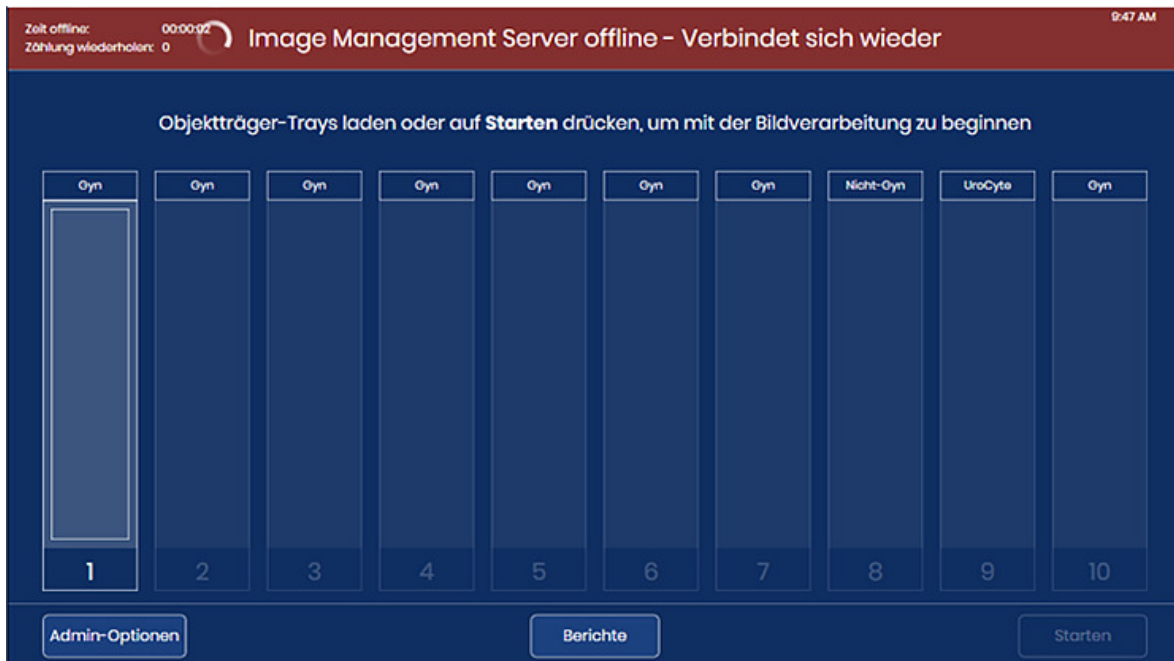 Zeit offline: 00:00:02
Zählung wiederholen: 0
Image Management Server offline - Verbindet sich wieder
9:47 AM
Objektträger-Trays laden oder auf Starten drücken, um mit der Bildverarbeitung zu beginnen
Gyn Gyn Gyn Gyn Gyn Gyn Gyn Nicht-Gyn UroCyte Gyn
1 2 3 4 5 6 7 8 9 10
Admin-Optionen Berichte Starten